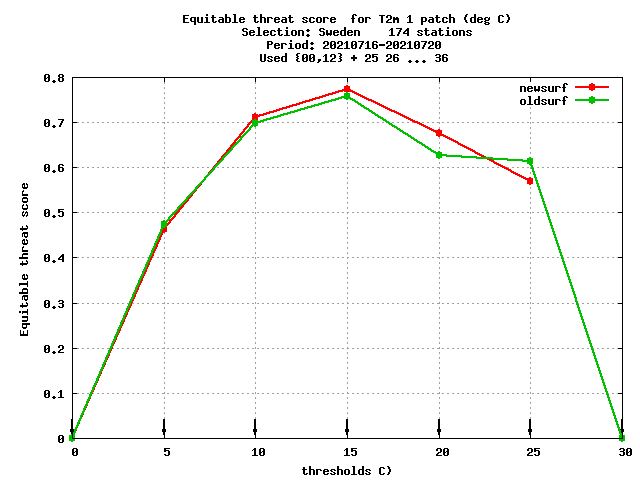 Equitable threat score  for T2m 1 patch (deg C)
Selection: Sweden    174 stations
Period: 20210716-20210720
Used {00,12} + 25 26 ... 36
newsurf
oldsurf
Equitable threat score
0.8
0.7
0.6
0.5
0.4
0.3
0.2
0.1
0
0 5 10 15 20 25 30
thresholds C)